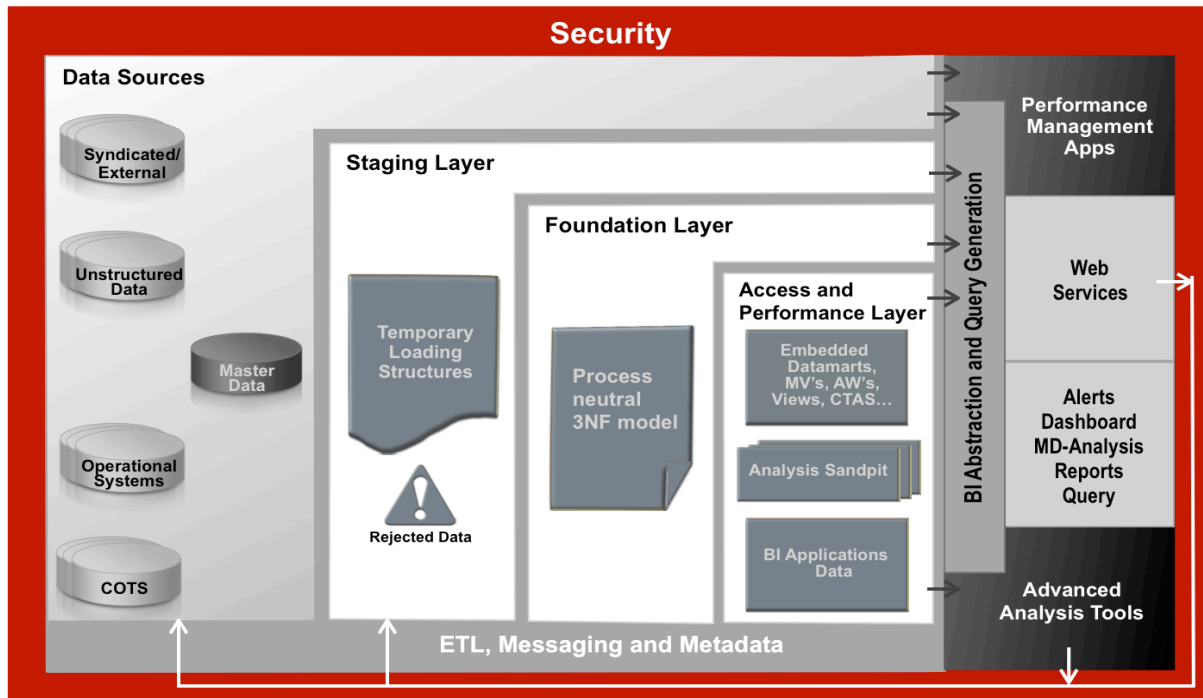 Security
Data Sources
Syndicated/
External
Unstructured
Data
Master
Data
Operational
Systems
COTS
Staging Layer
Temporary
Loading
Structures
Rejected Data
Foundation Layer
Process
neutral
3NF model
Access and
Performance Layer
Embedded
Datamarts,
MV's, AW's,
Views, CTAS...
Analysis Sandpit
BI Applications
Data
BI Abstraction and Query Generation
Performance
Management
Apps
Web
Services
Alerts
Dashboard
MD-Analysis
Reports
Query
Advanced
Analysis Tools
ETL, Messaging and Metadata